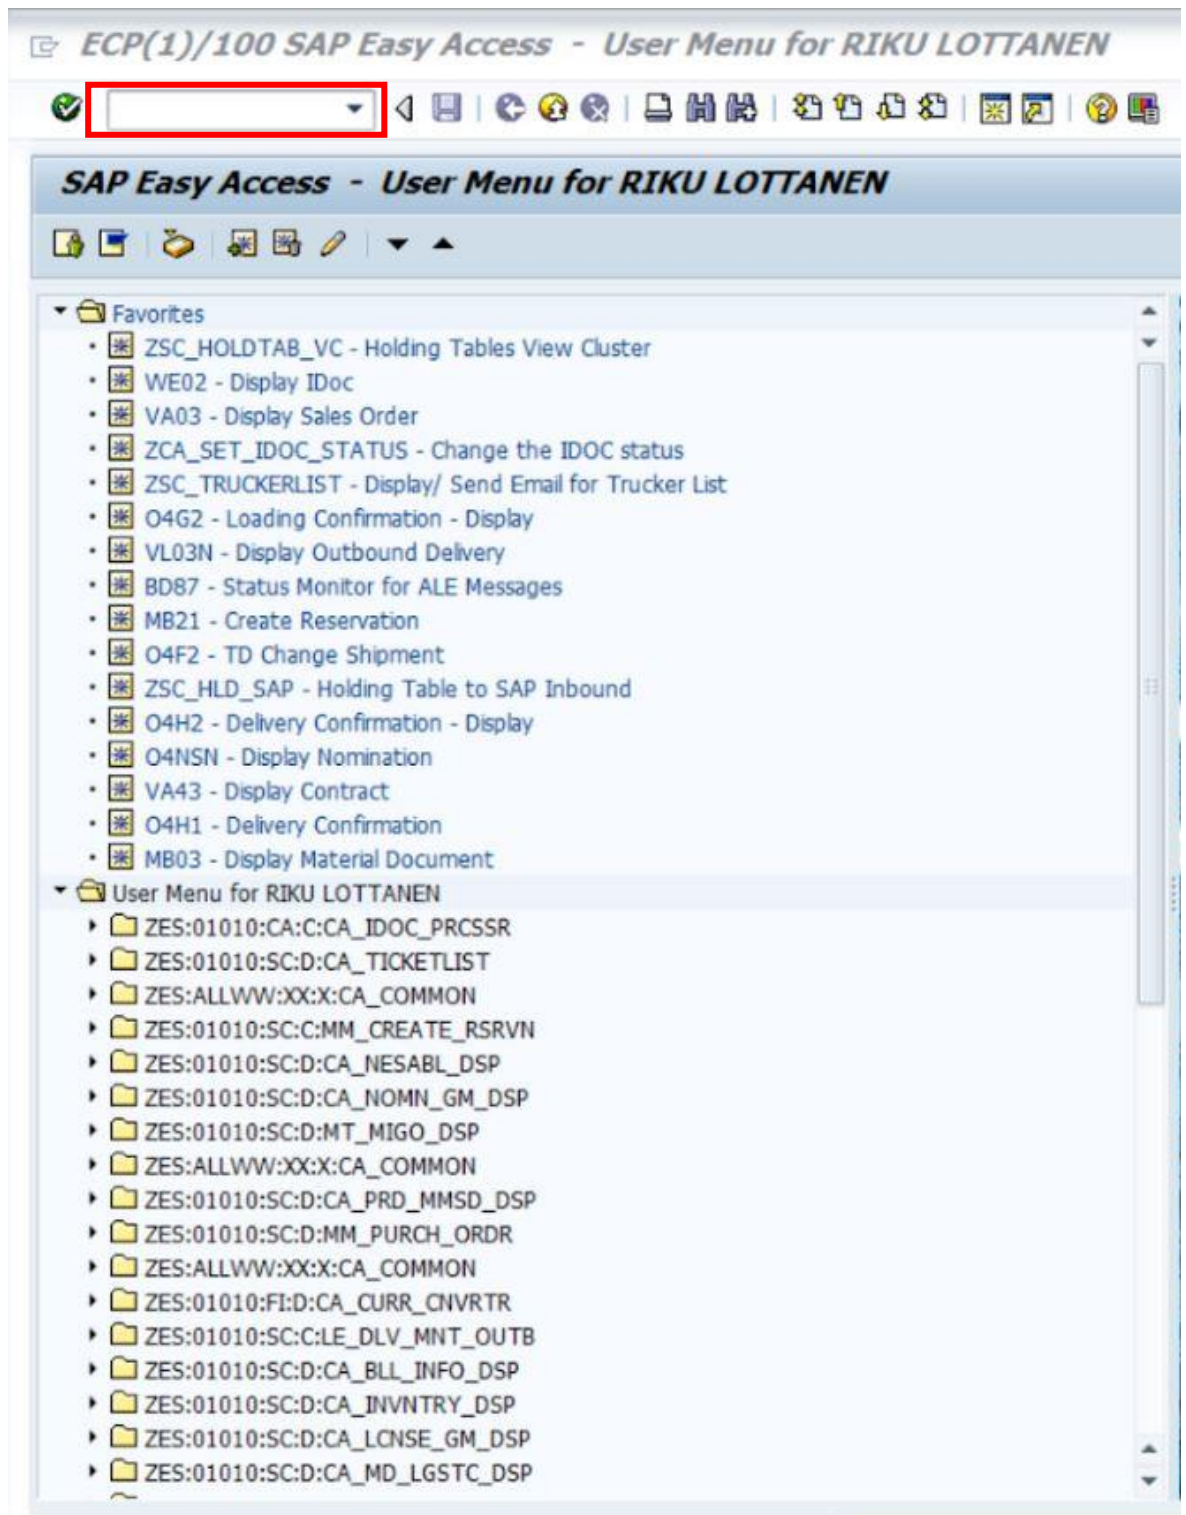 ECP(1)/100 SAP Easy Access - User Menu for RIKU LOTTANEN
SAP Easy Access - User Menu for RIKU LOTTANEN
Favorites
ZSC_HOLDTAB_VC - Holding Tables View Cluster
WE02 - Display IDoc
VA03 - Display Sales Order
ZCA_SET_IDOC_STATUS - Change the IDOC status
ZSC_TRUCKERLIST - Display/ Send Email for Trucker List
O4G2 - Loading Confirmation - Display
VL03N - Display Outbound Delivery
BD87 - Status Monitor for ALE Messages
MB21 - Create Reservation
O4F2 - TD Change Shipment
ZSC_HLD_SAP - Holding Table to SAP Inbound
O4H2 - Delivery Confirmation - Display
O4NSN - Display Nomination
VA43 - Display Contract
O4H1 - Delivery Confirmation
MB03 - Display Material Document
User Menu for RIKU LOTTANEN
ZES:01010:CA:C:CA_IDOC_PRCSSR
ZES:01010:SC:D:CA_TICKETLIST
ZES:ALLWW:XX:X:CA_COMMON
ZES:01010:SC:C:MM_CREATE_RSRVN
ZES:01010:SC:D:CA_NESABL_DSP
ZES:01010:SC:D:CA_NOMN_GM_DSP
ZES:01010:SC:D:MT_MIGO_DSP
ZES:ALLWW:XX:X:CA_COMMON
ZES:01010:SC:D:CA_PRD_MMSD_DSP
ZES:01010:SC:D:MM_PURCH_ORDR
ZES:ALLWW:XX:X:CA_COMMON
ZES:01010:FI:D:CA_CURR_CNVRTR
ZES:01010:SC:C:LE_DLV_MNT_OUTB
ZES:01010:SC:D:CA_BLL_INFO_DSP
ZES:01010:SC:D:CA_INVNTRY_DSP
ZES:01010:SC:D:CA_LCNSE_GM_DSP
ZES:01010:SC:D:CA_MD_LGSTC_DSP